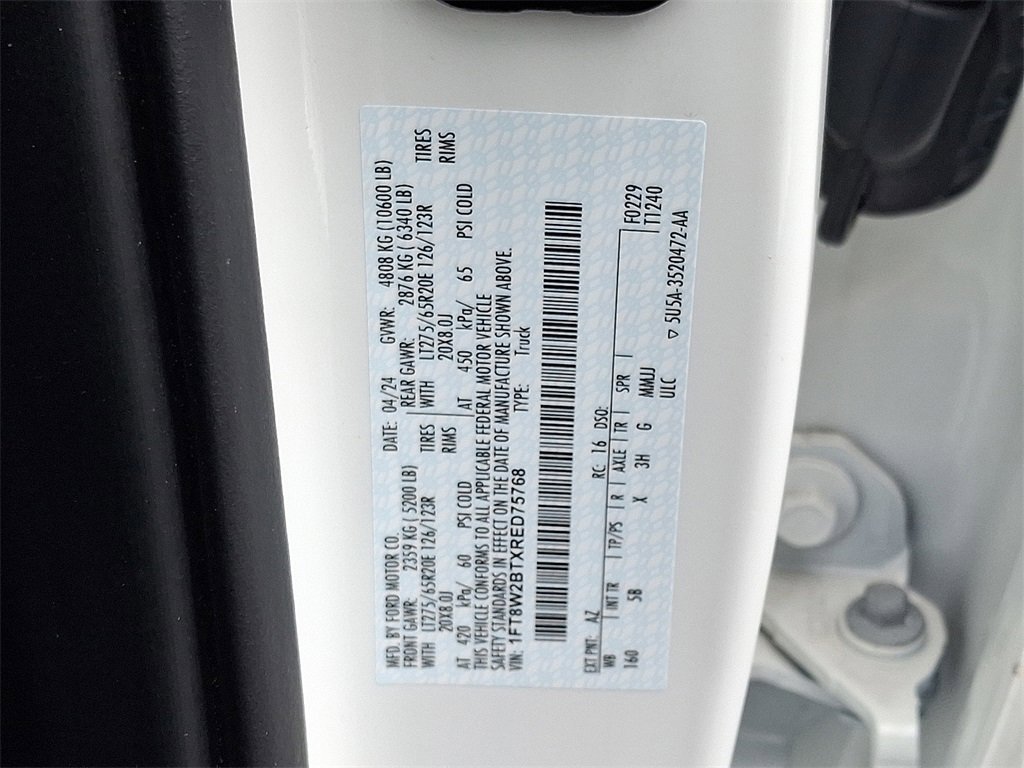 MFD. BY FORD MOTOR CO. DATE: 04/24 GVWR: 4808 KG (10600 LB)
FRONT GAWR: 2359 KG ( 5200 LB) REAR GAWR: 2876 KG ( 6340 LB)
WITH LT275/65R20E 126/123R TIRES WITH LT275/65R20E 126/123R TIRES
20X8.0J RIMS 20X8.0J RIMS
AT 420 kPa/ 60 PSI COLD AT 450 kPa/ 65 PSI COLD
THIS VEHICLE CONFORMS TO ALL APPLICABLE FEDERAL MOTOR VEHICLE
SAFETY STANDARDS IN EFFECT ON THE DATE OF MANUFACTURE SHOWN ABOVE.
VIN: 1FT8W2BTXRED75768 TYPE: Truck
EXT PNT: AZ RC: 16 DSO: F0229
WB INT TR TP/PS R AXLE TR SPR T1240
160 5B X 3H G MMUJ
ULC
▽ 5U5A-3520472-AA